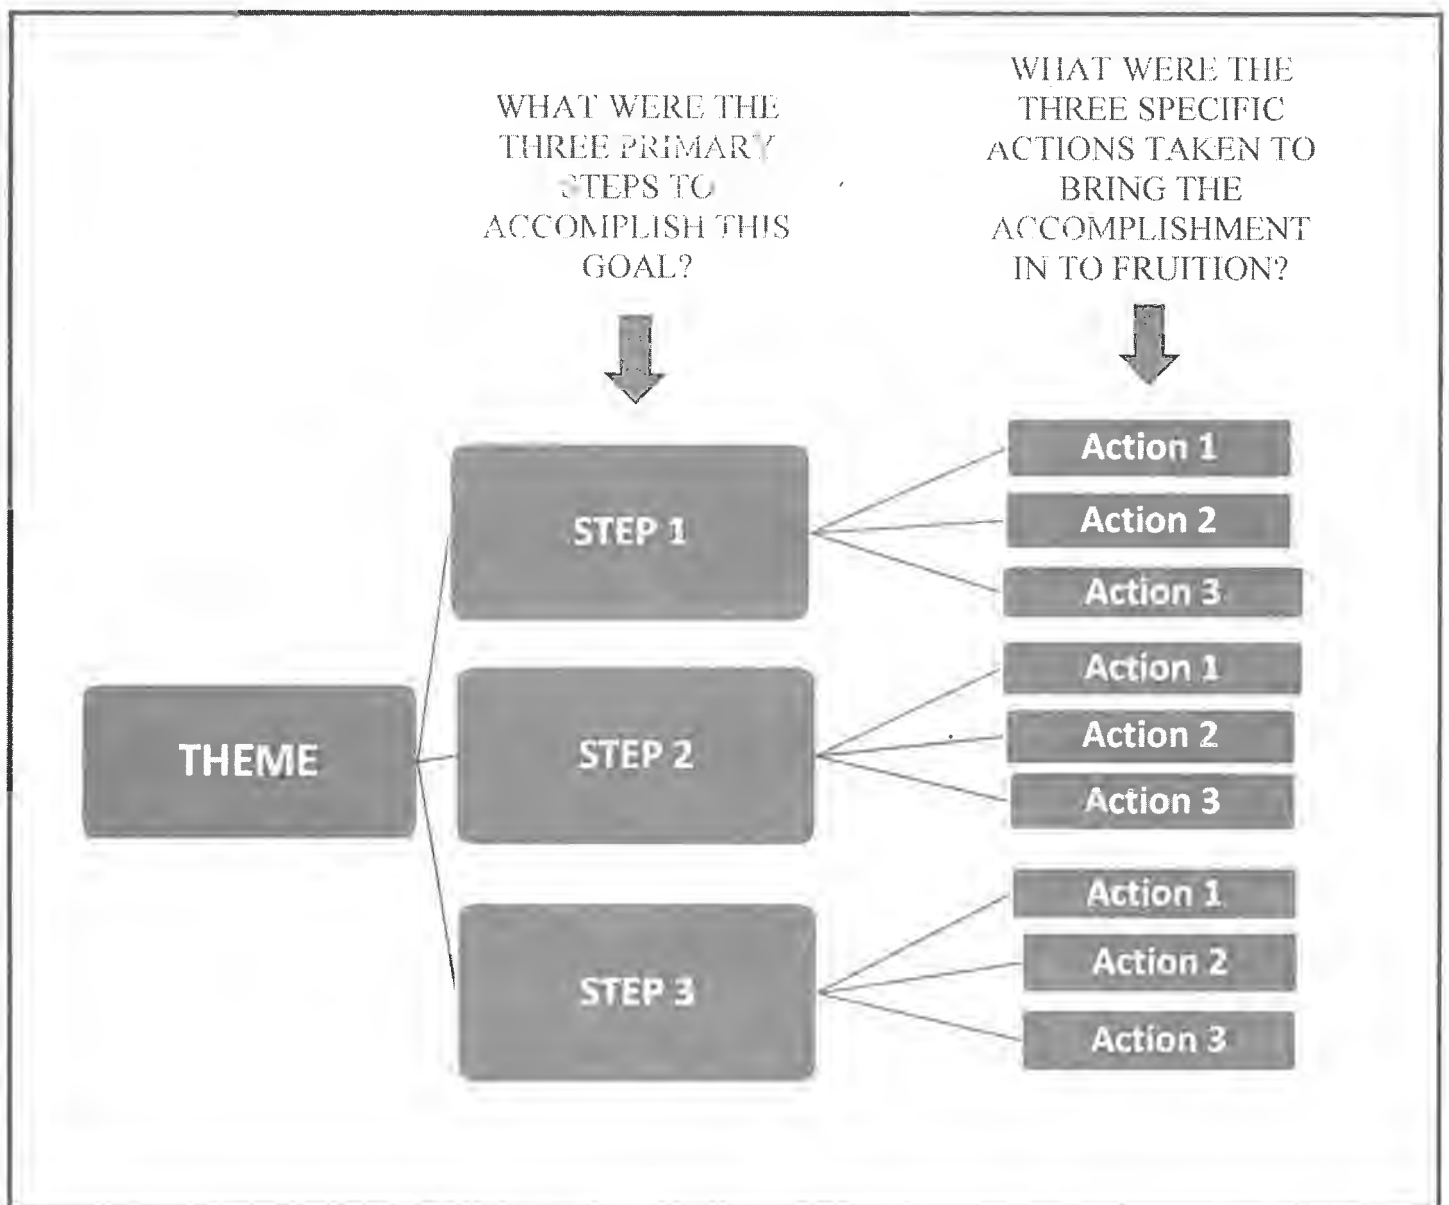 WHAT WERE THE
THREE PRIMARY
STEPS TO
ACCOMPLISH THIS
GOAL?
WHAT WERE THE
THREE SPECIFIC
ACTIONS TAKEN TO
BRING THE
ACCOMPLISHMENT
IN TO FRUITION?
THEME
STEP 1
Action 1
Action 2
Action 3
STEP 2
Action 1
Action 2
Action 3
STEP 3
Action 1
Action 2
Action 3